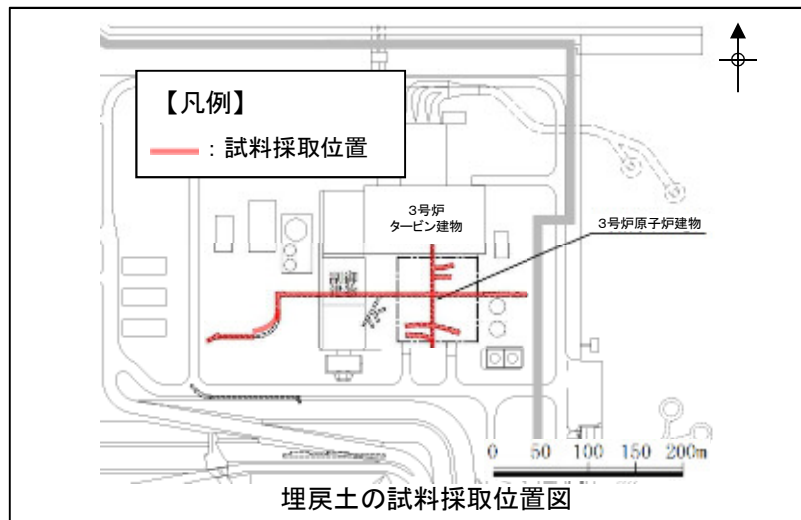 【凡例】
：試料採取位置
3号炉
タービン建物
3号炉原子炉建物
0 50 100 150 200m
埋戻土の試料採取位置図